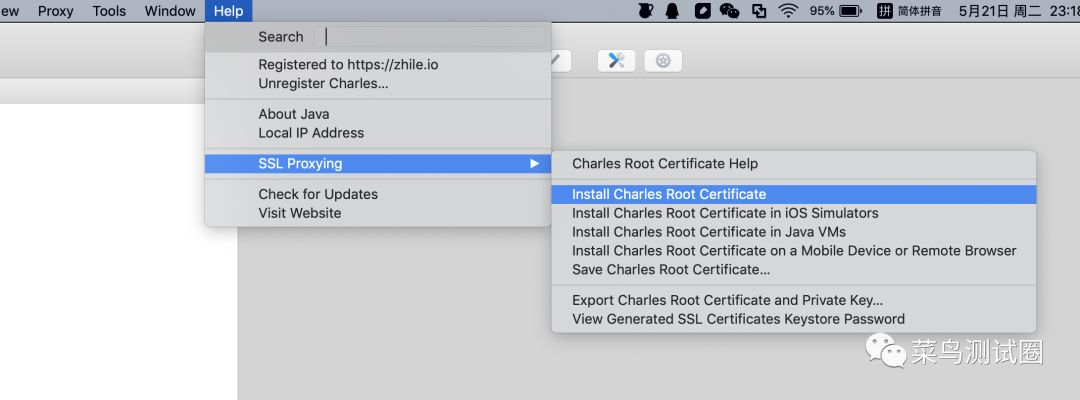 ew Proxy Tools Window Help 95% 拼 简体拼音 5月21日 周二 23:18
Search
Registered to https://zhile.io
Unregister Charles...
About Java
Local IP Address
SSL Proxying
Check for Updates
Visit Website
Charles Root Certificate Help
Install Charles Root Certificate
Install Charles Root Certificate in iOS Simulators
Install Charles Root Certificate in Java VMs
Install Charles Root Certificate on a Mobile Device or Remote Browser
Save Charles Root Certificate...
Export Charles Root Certificate and Private Key...
View Generated SSL Certificates Keystore Password
菜鸟测试圈